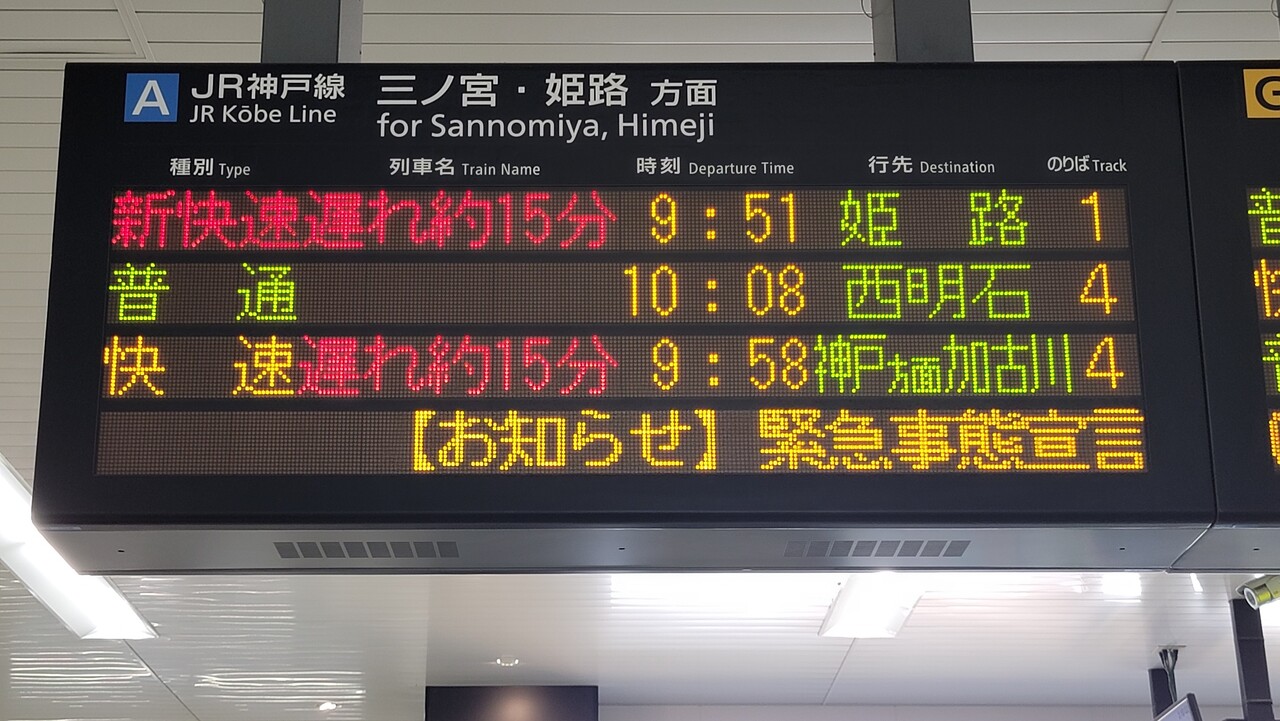 A JR神戸線 三ノ宮・姫路 方面
JR Kōbe Line for Sannomiya, Himeji
種別 Type 列車名 Train Name 時刻 Departure Time 行先 Destination のりば Track
新快速 遅れ約15分 9:51 姫路 1
普通 10:08 西明石 4
快速 遅れ約15分 9:58 神戸方面加古川 4
【お知らせ】 緊急事態宣言